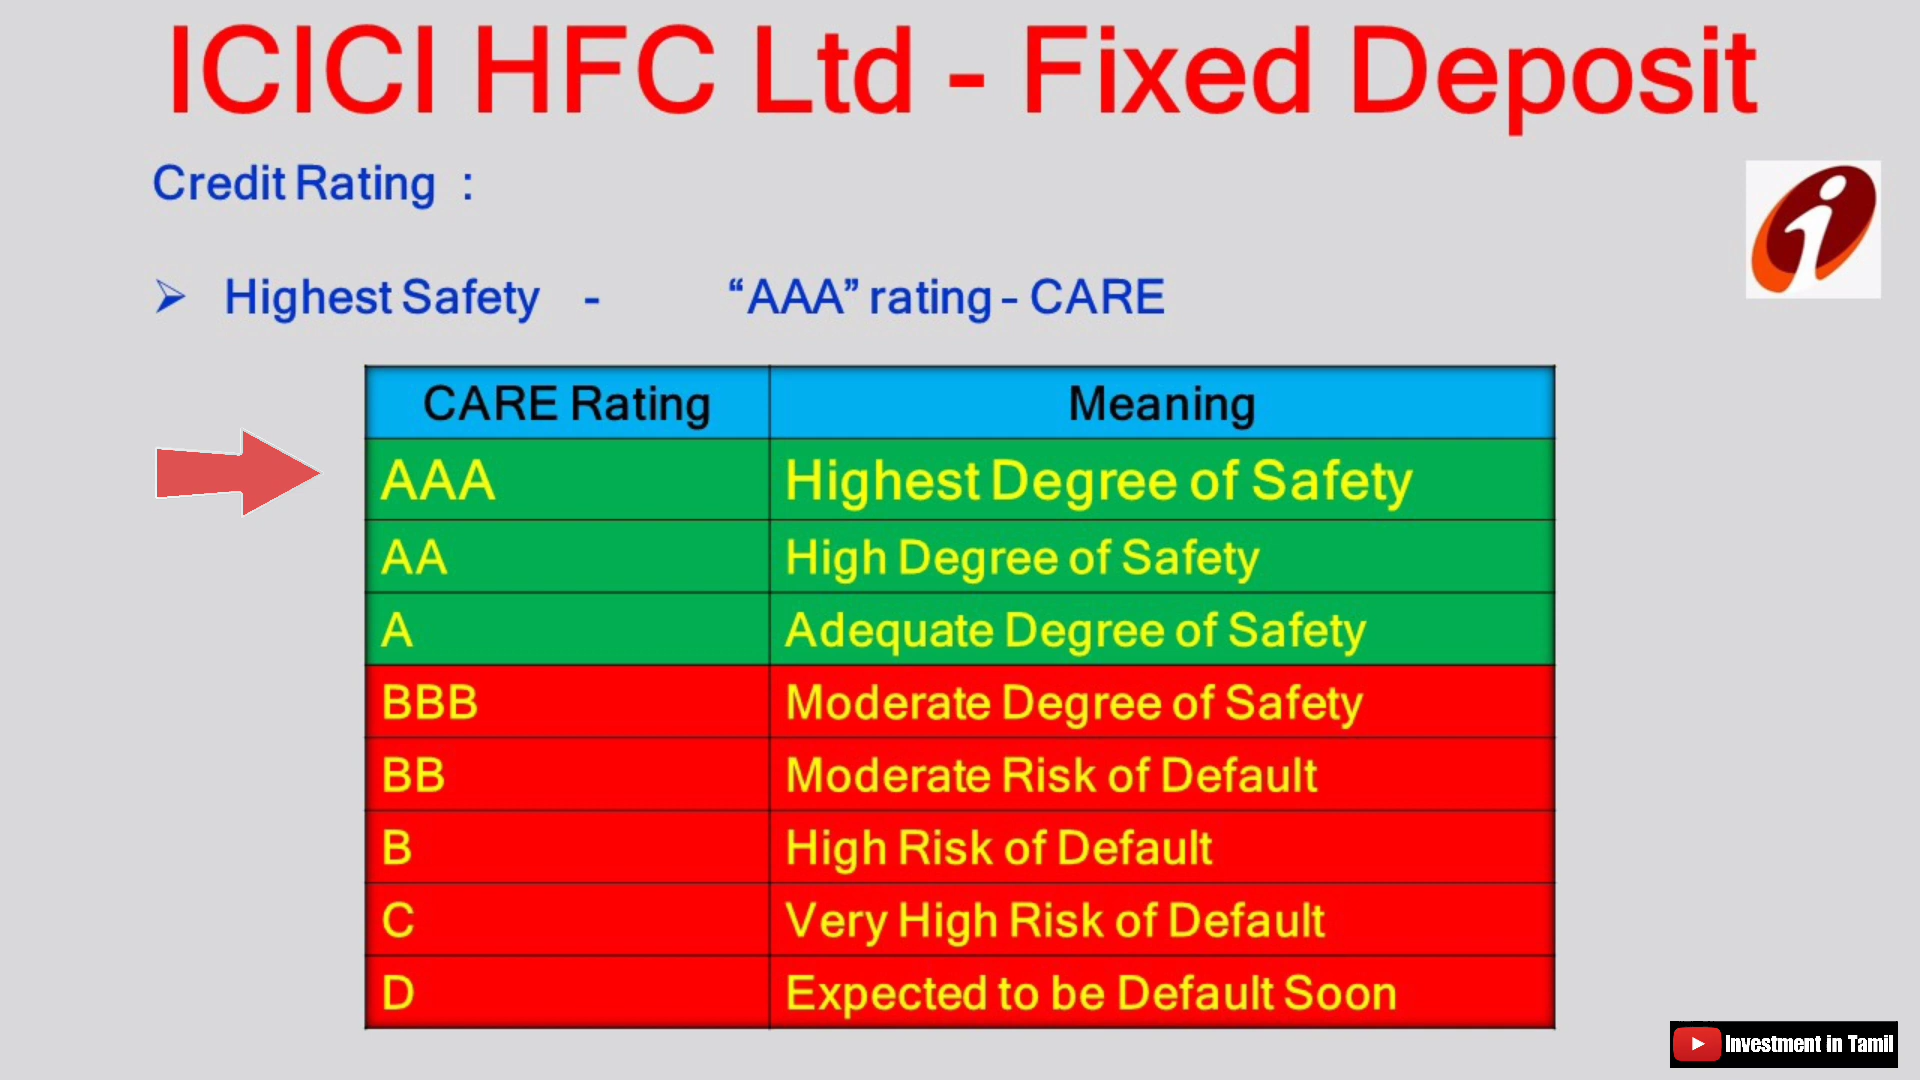 ICICI HFC Ltd - Fixed Deposit
Credit Rating :
Highest Safety - “AAA” rating – CARE
CARE Rating Meaning
AAA Highest Degree of Safety
AA High Degree of Safety
A Adequate Degree of Safety
BBB Moderate Degree of Safety
BB Moderate Risk of Default
B High Risk of Default
C Very High Risk of Default
D Expected to be Default Soon
Investment in Tamil